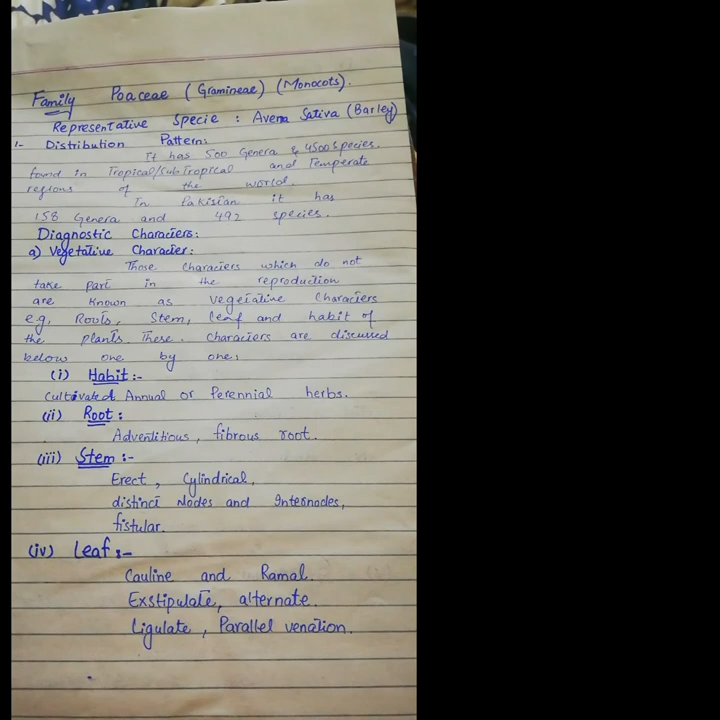 Family Poaceae (Gramineae) (Monocots).
Representative specie : Avena Sativa (Barley)
1- Distribution Pattern:
It has 500 Genera & 4500 species.
found in Tropical/subTropical and Temperate
regions of the world.
In Pakistan it has
158 Genera and 492 species.
Diagnostic Characters:
a) Vegetative Character:
Those characters which do not
take part in the reproduction
are known as vegetative characters
e.g, Roots, Stem, leaf and habit of
the plants. These characters are discussed
below one by one:
(i) Habit:-
Cultivated Annual or Perennial herbs.
(ii) Root:
Adventitious, fibrous root.
(iii) Stem:-
Erect, Cylindrical,
distinct Nodes and Internodes,
fistular.
(iv) Leaf:-
Cauline and Ramal.
Exstipulate, alternate.
Ligulate, Parallel venation.